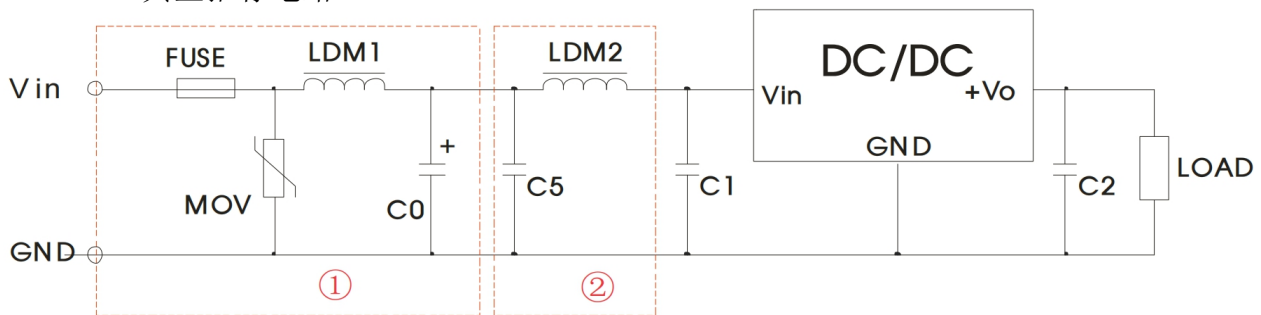 FUSE
LDM1
LDM2
DC/DC
Vin
Vin
+Vo
GND
+
MOV
C0
C5
C1
C2
LOAD
GND
①
②